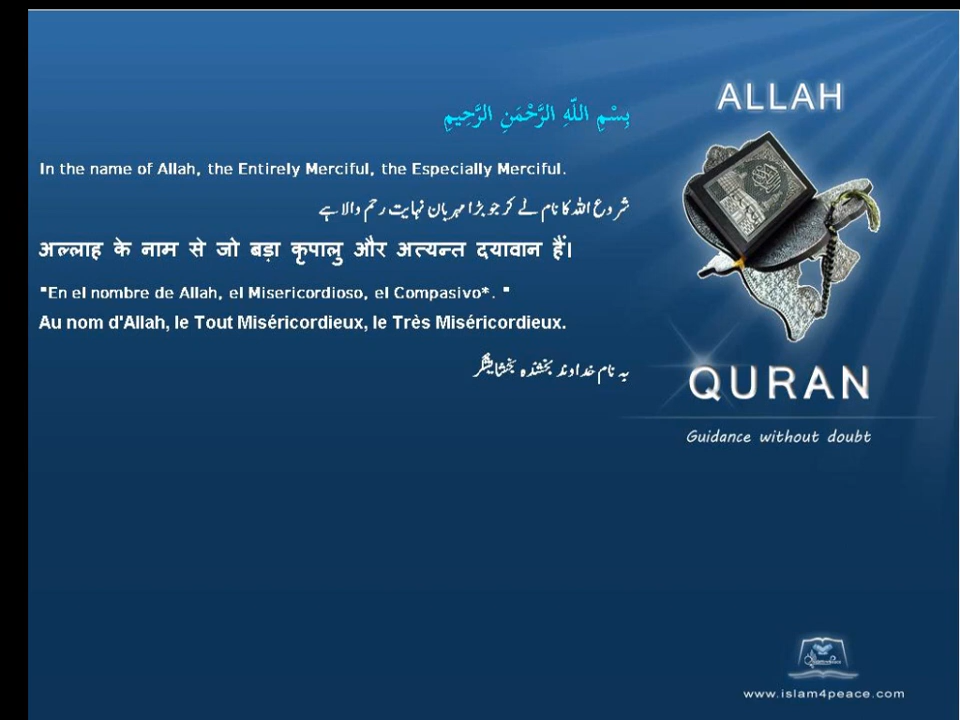 بِسْمِ اللّهِ الرَّحْمَنِ الرَّحِيمِ
In the name of Allah, the Entirely Merciful, the Especially Merciful.
شروع الله کا نام لے کر جو بڑا مہربان نہایت رحم والا ہے
अल्लाह के नाम से जो बड़ा कृपालु और अत्यन्त दयावान हैं।
"En el nombre de Allah, el Misericordioso, el Compasivo*. "
Au nom d'Allah, le Tout Miséricordieux, le Très Miséricordieux.
به نام خداوند بخشنده بخشایشگر
ALLAH
QURAN
Guidance without doubt
www.islam4peace.com